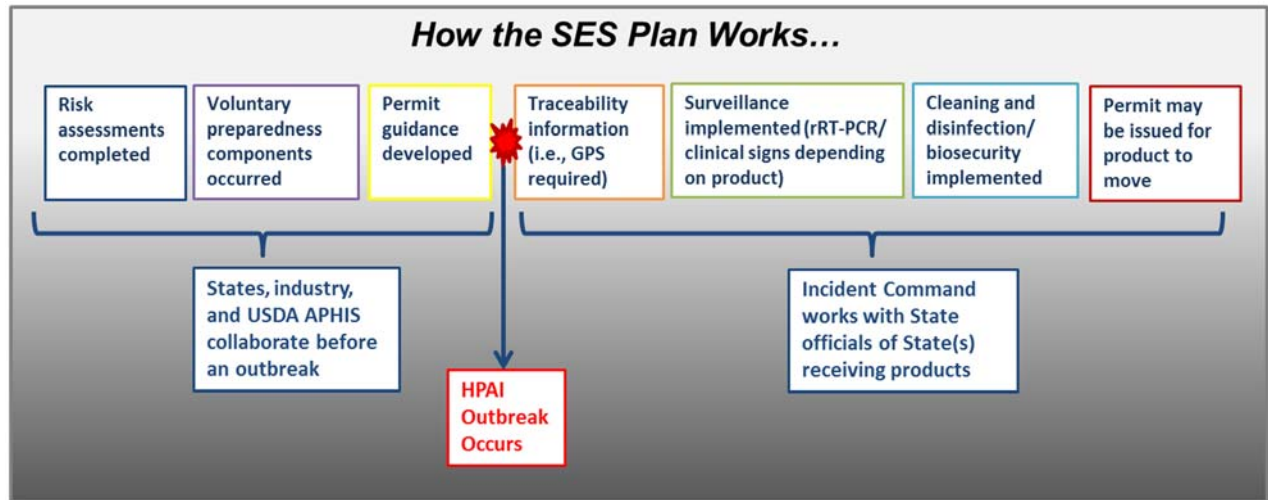 How the SES Plan Works…
Risk
assessments
completed
Voluntary
preparedness
components
occurred
Permit
guidance
developed
Traceability
information
(i.e., GPS
required)
Surveillance
implemented (rRT-PCR/
clinical signs depending
on product)
Cleaning and
disinfection/
biosecurity
implemented
Permit may
be issued for
product to
move
States, industry,
and USDA APHIS
collaborate before
an outbreak
Incident Command
works with State
officials of State(s)
receiving products
HPAI
Outbreak
Occurs